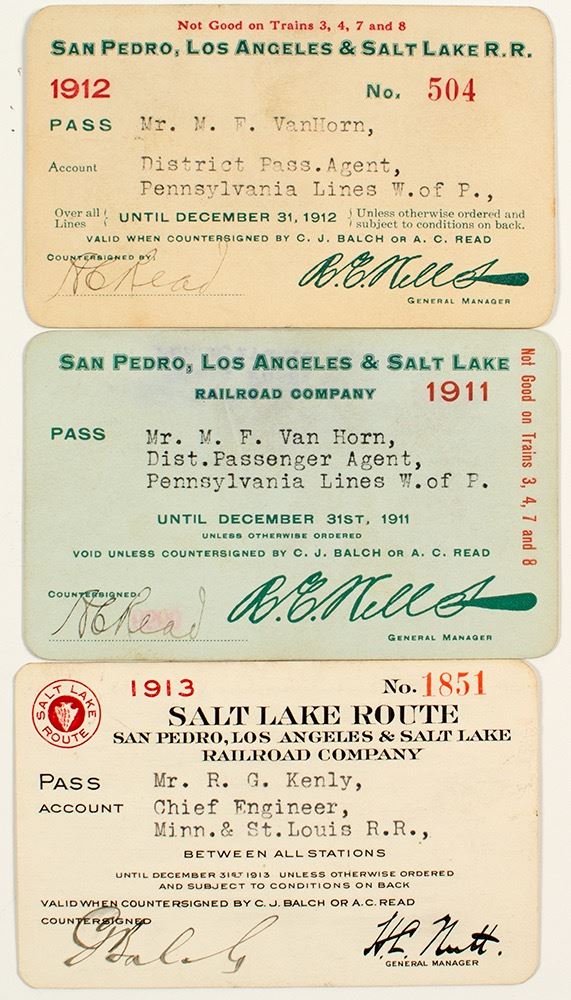 Not Good on Trains 3, 4, 7 and 8
SAN PEDRO, LOS ANGELES & SALT LAKE R.R.
1912 No. 504
PASS Mr. M. F. VanHorn,
Account District Pass.Agent,
Pennsylvania Lines W.of P.,
Over all Lines { UNTIL DECEMBER 31, 1912 } Unless otherwise ordered and subject to conditions on back.
VALID WHEN COUNTERSIGNED BY C. J. BALCH OR A. C. READ
COUNTERSIGNED BY
A C Read R.E. Wells
GENERAL MANAGER
SAN PEDRO, LOS ANGELES & SALT LAKE
RAILROAD COMPANY 1911
Not Good on Trains 3, 4, 7 and 8
PASS Mr. M. F. Van Horn,
Dist.Passenger Agent,
Pennsylvania Lines W.of P.
UNTIL DECEMBER 31ST, 1911
UNLESS OTHERWISE ORDERED
VOID UNLESS COUNTERSIGNED BY C. J. BALCH OR A. C. READ
COUNTERSIGNED:
A C Read R.E. Wells
GENERAL MANAGER
SALT LAKE ROUTE
1913 No. 1851
SALT LAKE ROUTE
SAN PEDRO, LOS ANGELES & SALT LAKE
RAILROAD COMPANY
PASS Mr. R. G. Kenly,
ACCOUNT Chief Engineer,
Minn.& St.Louis R.R.,
BETWEEN ALL STATIONS
UNTIL DECEMBER 31ST 1913 UNLESS OTHERWISE ORDERED
AND SUBJECT TO CONDITIONS ON BACK
VALID WHEN COUNTERSIGNED BY C. J. BALCH OR A. C. READ
COUNTERSIGNED
CJ Balch H.C. Nutt.
GENERAL MANAGER